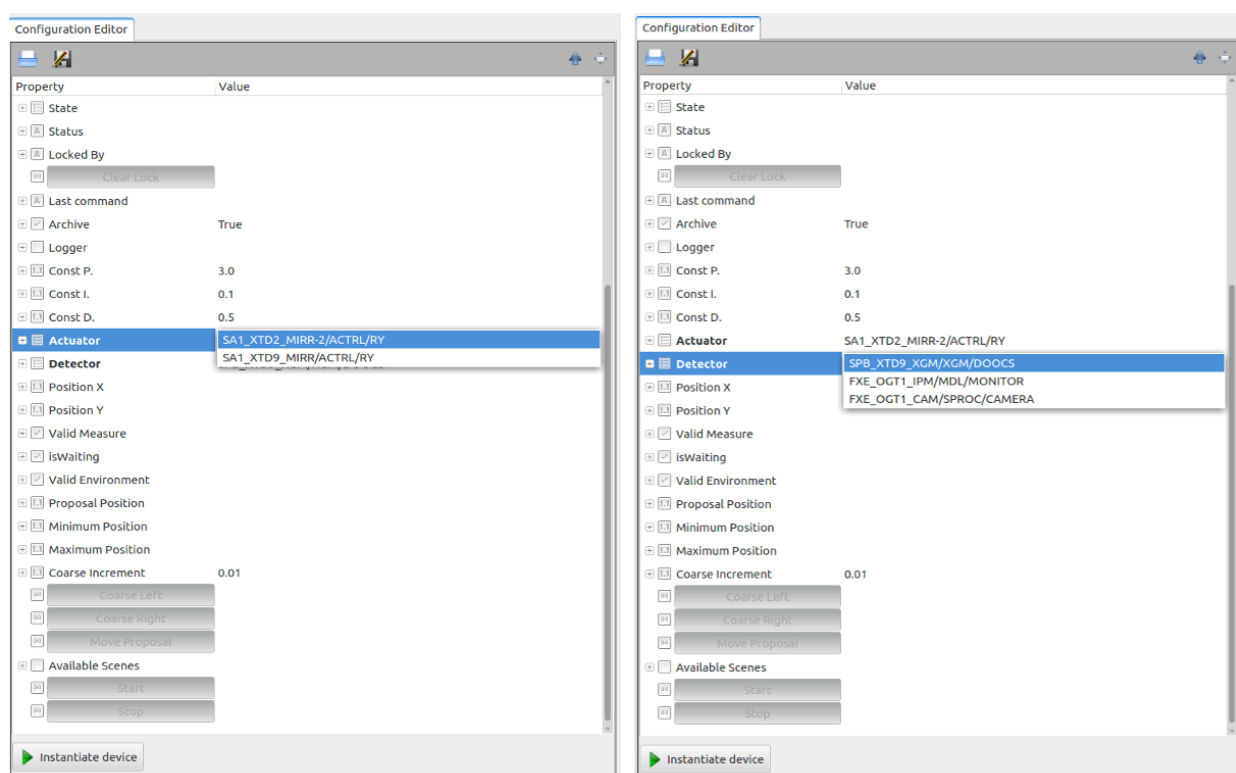 Configuration Editor
Property Value
State
Status
Locked By
Clear Lock
Last command
Archive True
Logger
Const P. 3.0
Const I. 0.1
Const D. 0.5
Actuator SA1_XTD2_MIRR-2/ACTRL/RY
SA1_XTD9_MIRR/ACTRL/RY
Detector
Position X
Position Y
Valid Measure
isWaiting
Valid Environment
Proposal Position
Minimum Position
Maximum Position
Coarse Increment 0.01
Coarse Left
Coarse Right
Move Proposal
Available Scenes
Start
Stop
Instantiate device
Configuration Editor
Property Value
State
Status
Locked By
Clear Lock
Last command
Archive True
Logger
Const P. 3.0
Const I. 0.1
Const D. 0.5
Actuator SA1_XTD2_MIRR-2/ACTRL/RY
Detector SPB_XTD9_XGM/XGM/DOOCS
FXE_OGT1_IPM/MDL/MONITOR
Position X
FXE_OGT1_CAM/SPROC/CAMERA
Position Y
Valid Measure
isWaiting
Valid Environment
Proposal Position
Minimum Position
Maximum Position
Coarse Increment 0.01
Coarse Left
Coarse Right
Move Proposal
Available Scenes
Start
Stop
Instantiate device